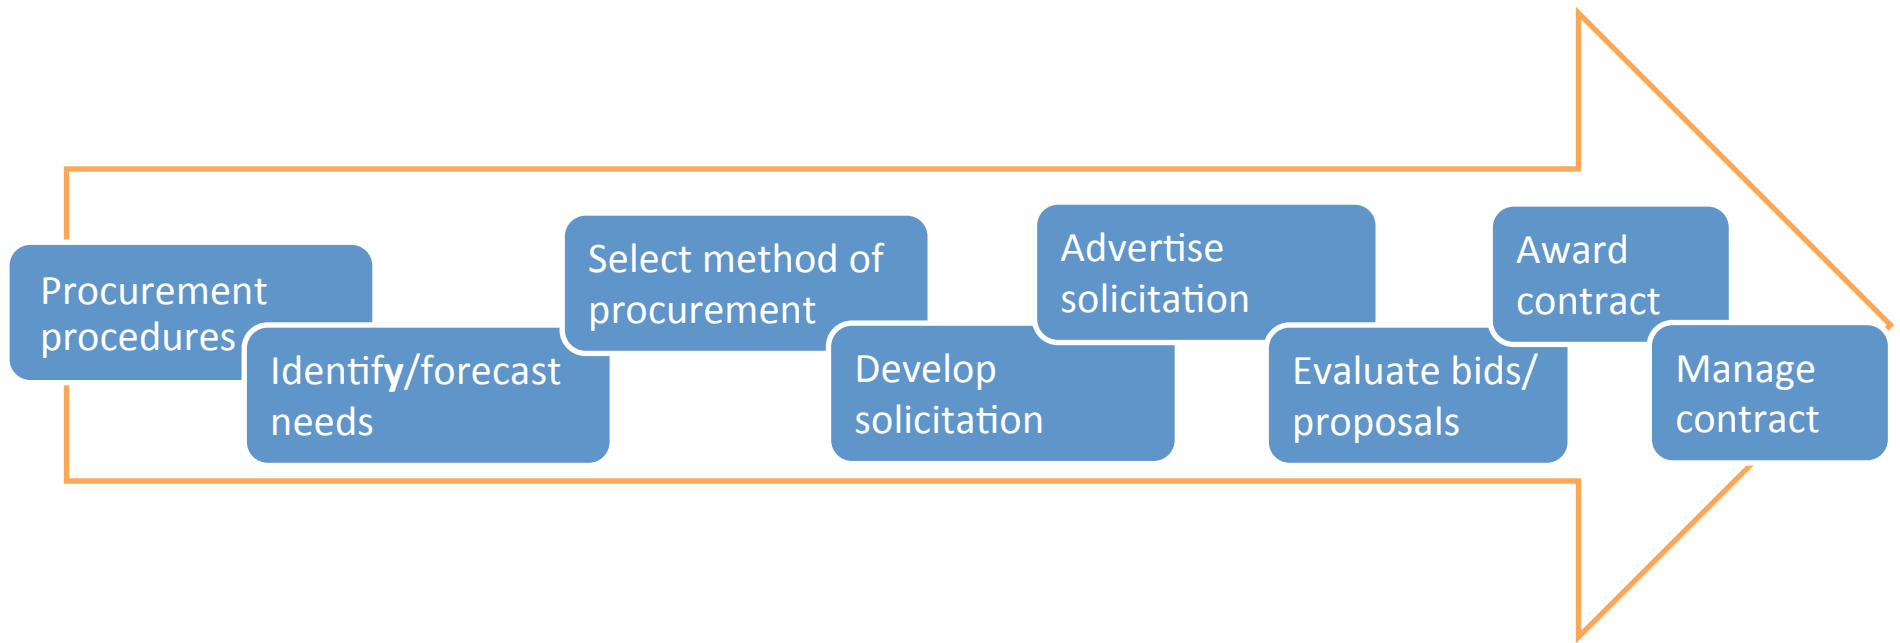 Procurement
procedures
Identify/forecast
needs
Select method of
procurement
Develop
solicitation
Advertise
solicitation
Evaluate bids/
proposals
Award
contract
Manage
contract